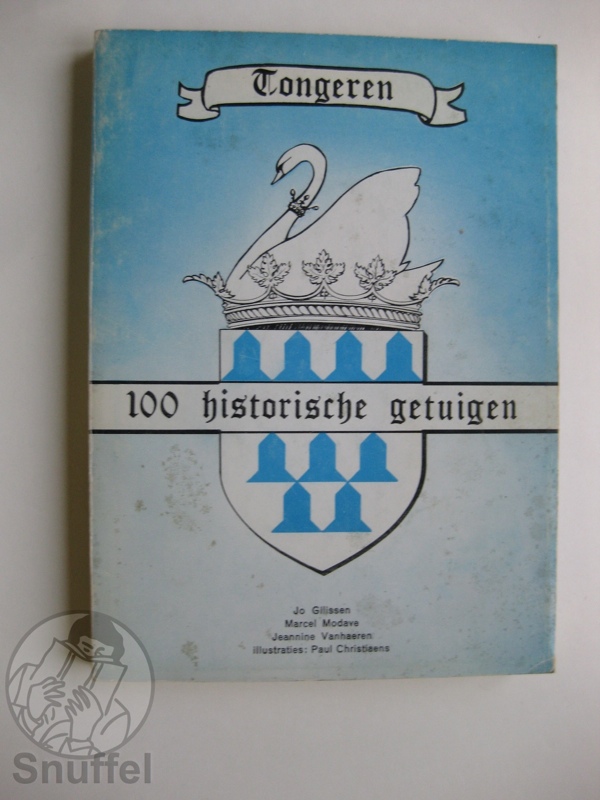 Tongeren
100 historische getuigen
Jo Gilissen
Marcel Modave
Jeannine Vanhaeren
illustraties: Paul Christiaens
Snuffel